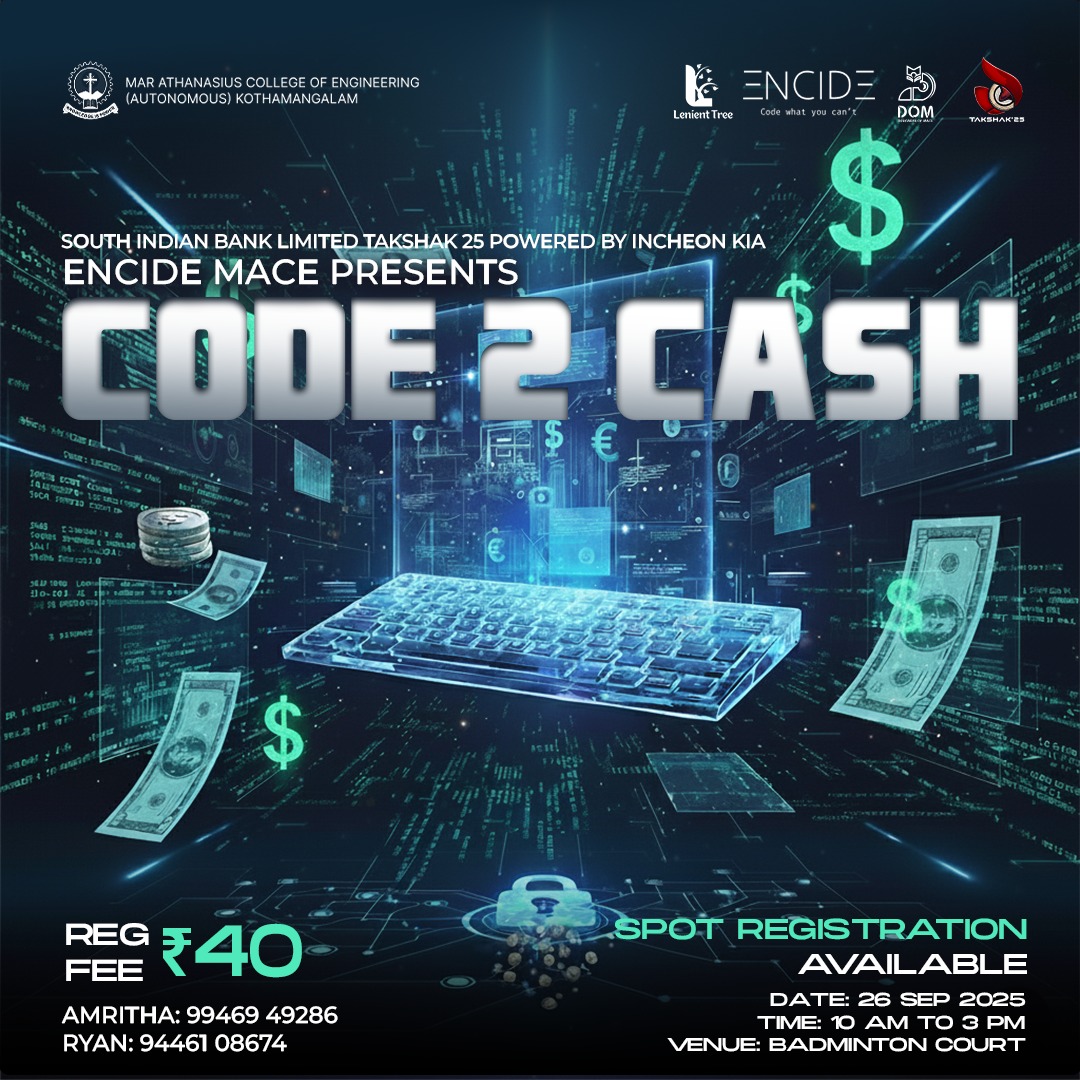 MAR ATHANASIUS COLLEGE OF ENGINEERING
(AUTONOMOUS) KOTHAMANGALAM
Lenient Tree
ENCIDE
Code what you can't
DOM
TAKSHAK'25
SOUTH INDIAN BANK LIMITED TAKSHAK 25 POWERED BY INCHEON KIA
ENCIDE MACE PRESENTS
CODE 2 CASH
REG
FEE
₹40
AMRITHA: 99469 49286
RYAN: 94461 08674
SPOT REGISTRATION
AVAILABLE
DATE: 26 SEP 2025
TIME: 10 AM TO 3 PM
VENUE: BADMINTON COURT